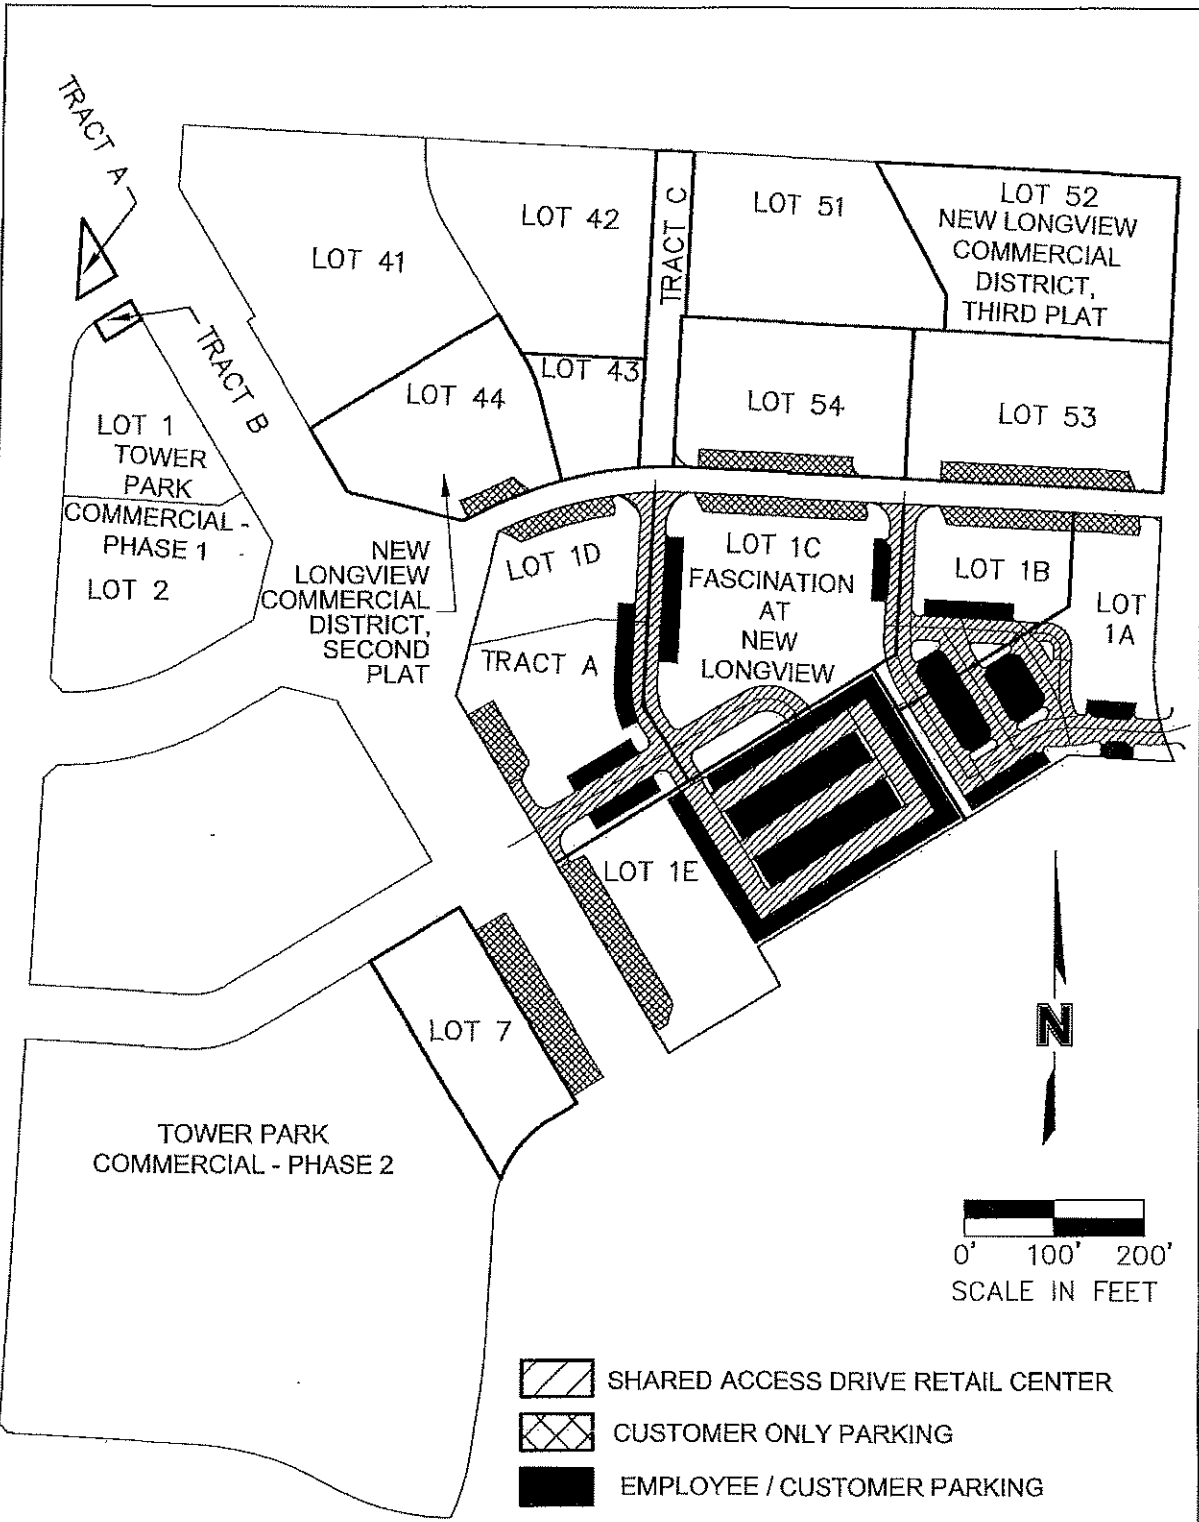 TRACT A
LOT 41
LOT 42
TRACT C
LOT 51
LOT 52
NEW LONGVIEW
COMMERCIAL
DISTRICT,
THIRD PLAT
TRACT B
LOT 44
LOT 43
LOT 54
LOT 53
LOT 1
TOWER
PARK
COMMERCIAL -
PHASE 1
LOT 2
NEW
LONGVIEW
COMMERCIAL
DISTRICT,
SECOND
PLAT
LOT 1D
TRACT A
LOT 1C
FASCINATION
AT
NEW
LONGVIEW
LOT 1B
LOT
1A
LOT 1E
LOT 7
TOWER PARK
COMMERCIAL - PHASE 2
N
0' 100' 200'
SCALE IN FEET
SHARED ACCESS DRIVE RETAIL CENTER
CUSTOMER ONLY PARKING
EMPLOYEE / CUSTOMER PARKING